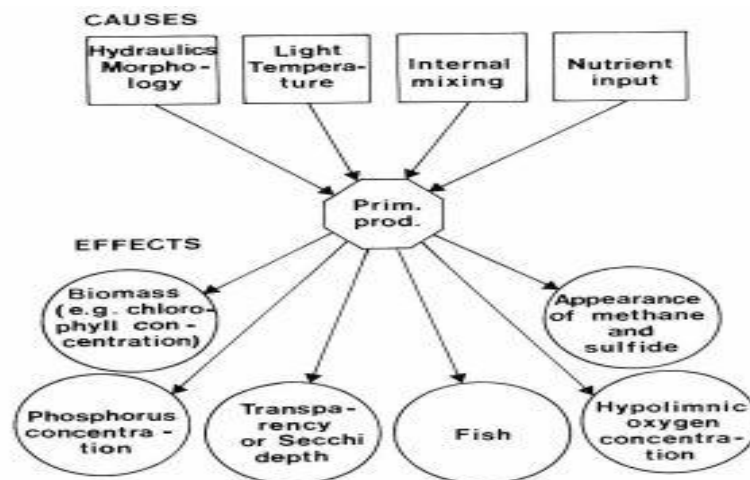 CAUSES
Hydraulics
Morpho-
logy
Light
Tempera-
ture
Internal
mixing
Nutrient
input
Prim.
prod.
EFFECTS
Biomass
(e.g. chloro-
phyll con-
centration)
Appearance
of methane
and
sulfide
Phosphorus
concentra-
tion
Transpa-
rency
or Secchi
depth
Fish
Hypolimnic
oxygen
concentra-
tion